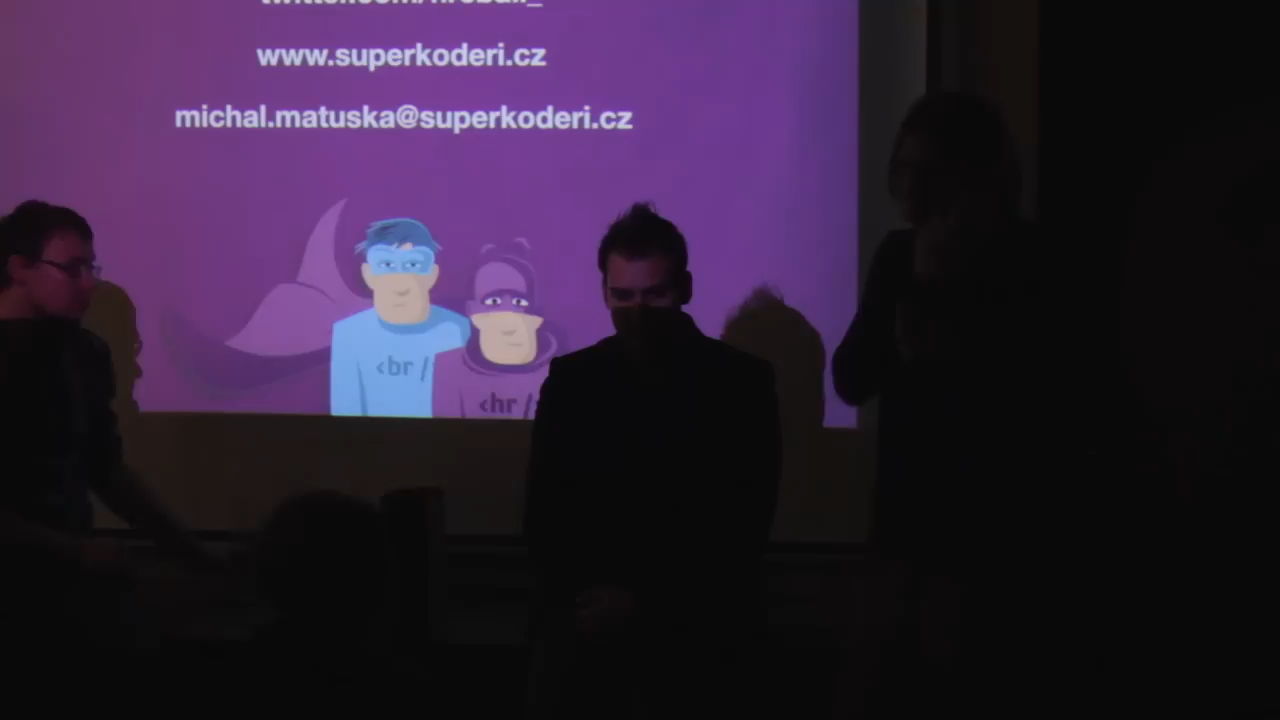 www.superkoderi.cz
michal.matuska@superkoderi.cz
<br /
<hr /